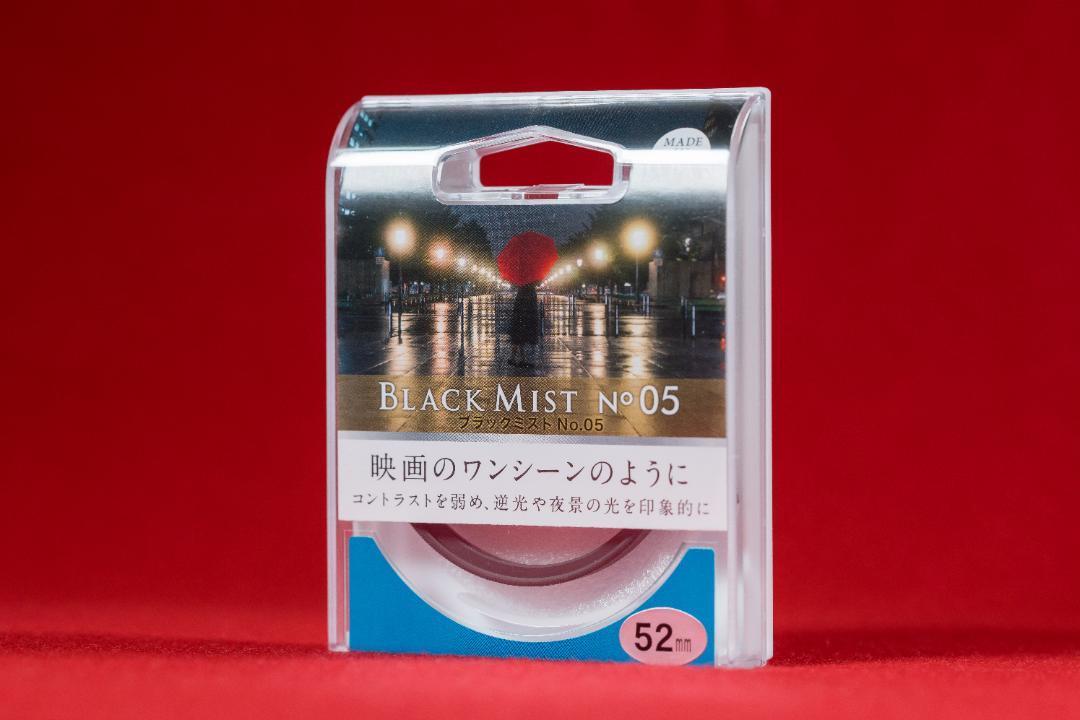 MADE
BLACK MIST No 05
ブラックミスト No.05
映画のワンシーンのように
コントラストを弱め、逆光や夜景の光を印象的に
52mm